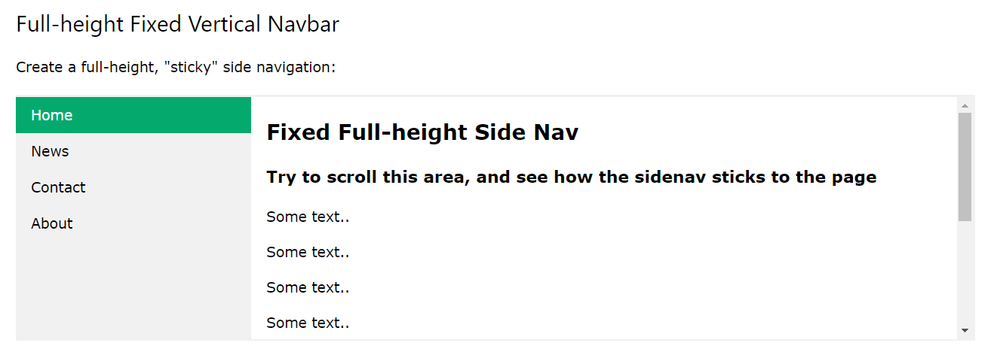 Full-height Fixed Vertical Navbar
Create a full-height, "sticky" side navigation:
Home
News
Contact
About
Fixed Full-height Side Nav
Try to scroll this area, and see how the sidenav sticks to the page
Some text..
Some text..
Some text..
Some text..